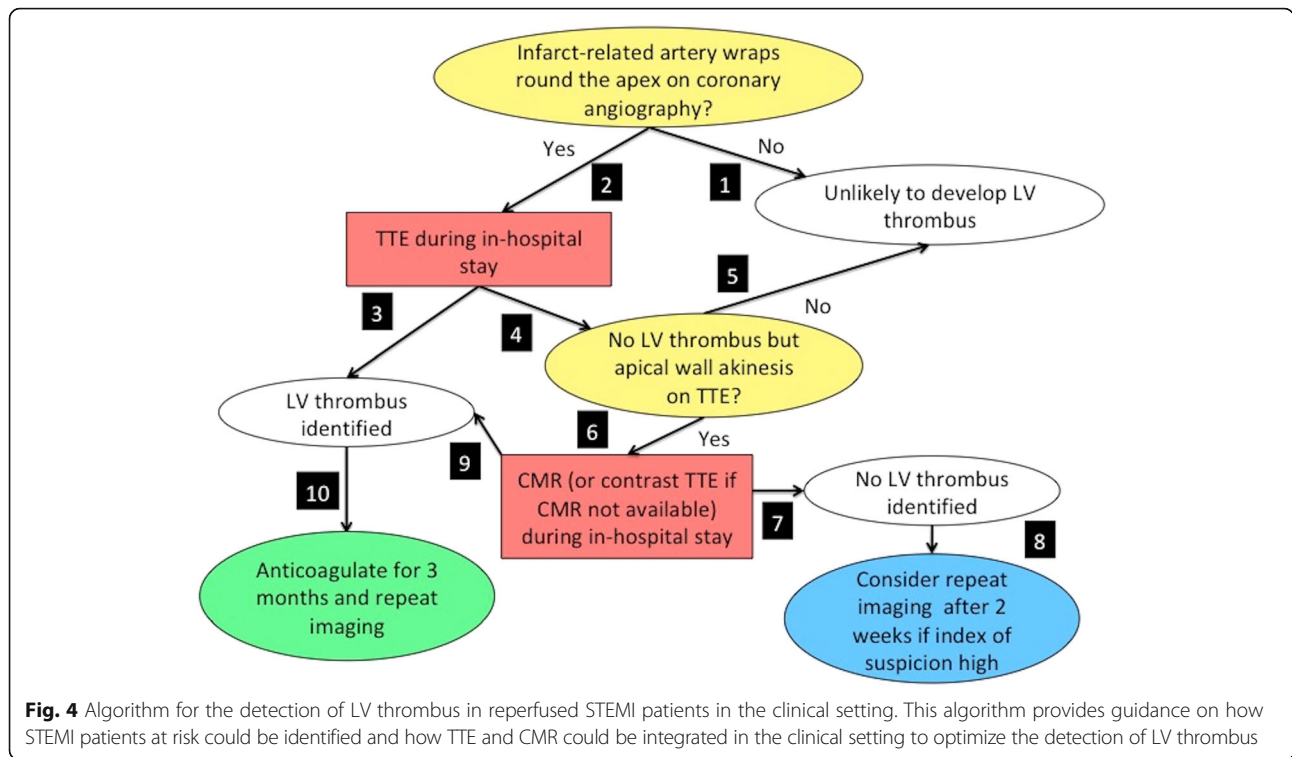 Infarct-related artery wraps
round the apex on coronary
angiography?
Yes
No
2
1
Unlikely to develop LV
thrombus
TTE during in-hospital
stay
5
3
4
No
No LV thrombus but
apical wall akinesis
on TTE?
LV thrombus
identified
6
Yes
9
CMR (or contrast TTE if
CMR not available)
during in-hospital stay
7
No LV thrombus
identified
10
8
Anticoagulate for 3
months and repeat
imaging
Consider repeat
imaging after 2
weeks if index of
suspicion high
Fig. 4 Algorithm for the detection of LV thrombus in reperfused STEMI patients in the clinical setting. This algorithm provides guidance on how
STEMI patients at risk could be identified and how TTE and CMR could be integrated in the clinical setting to optimize the detection of LV thrombus